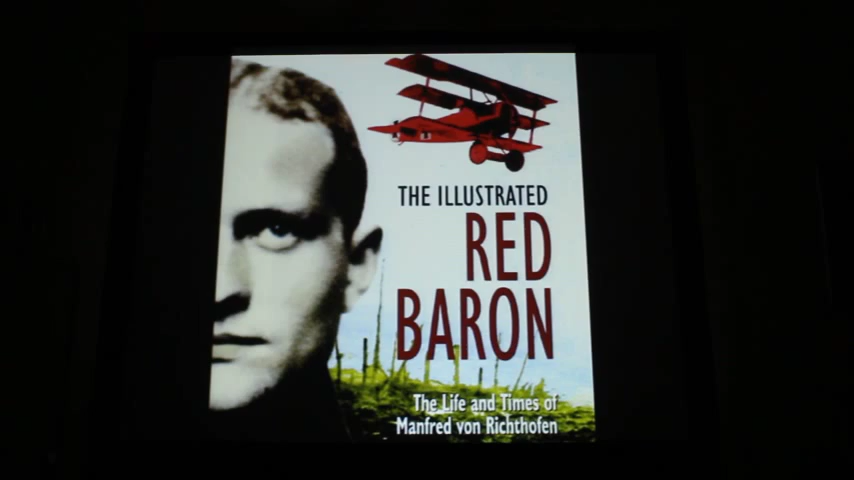 THE ILLUSTRATED
RED
BARON
The Life and Times of
Manfred von Richthofen